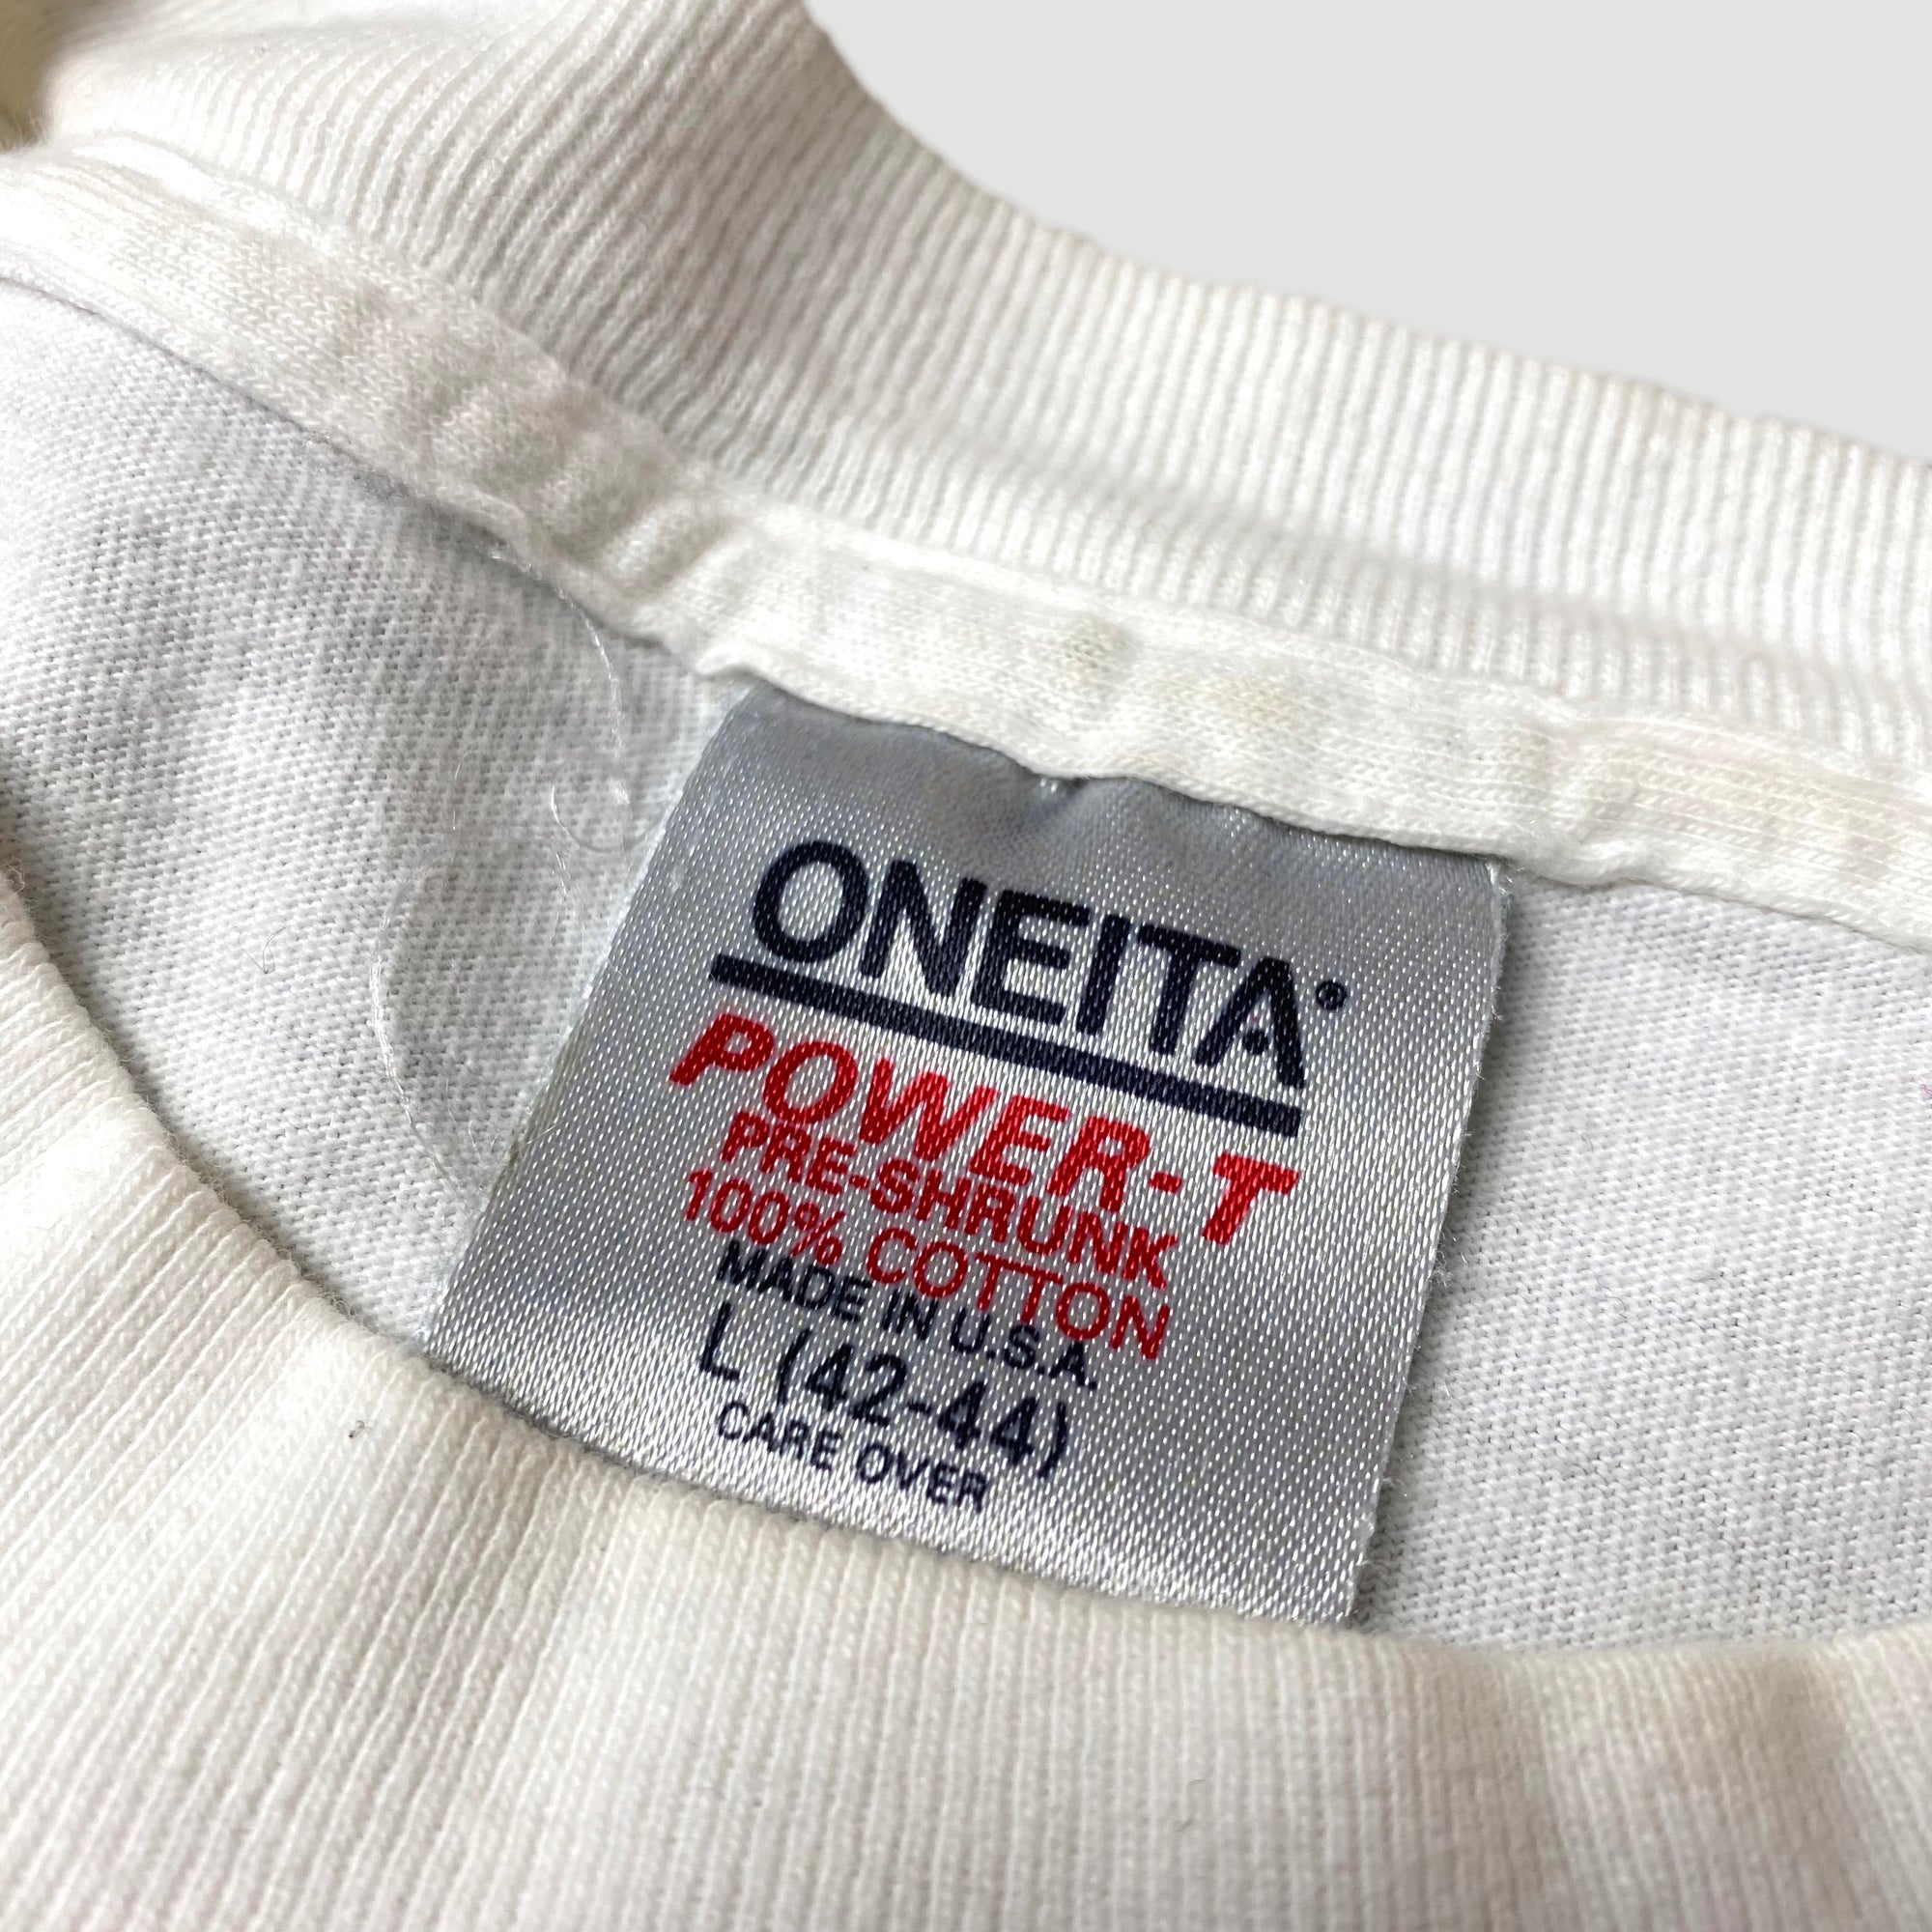 ONEITA®
POWER-T
PRE-SHRUNK
100% COTTON
MADE IN U.S.A.
L (42-44)
CARE OVER